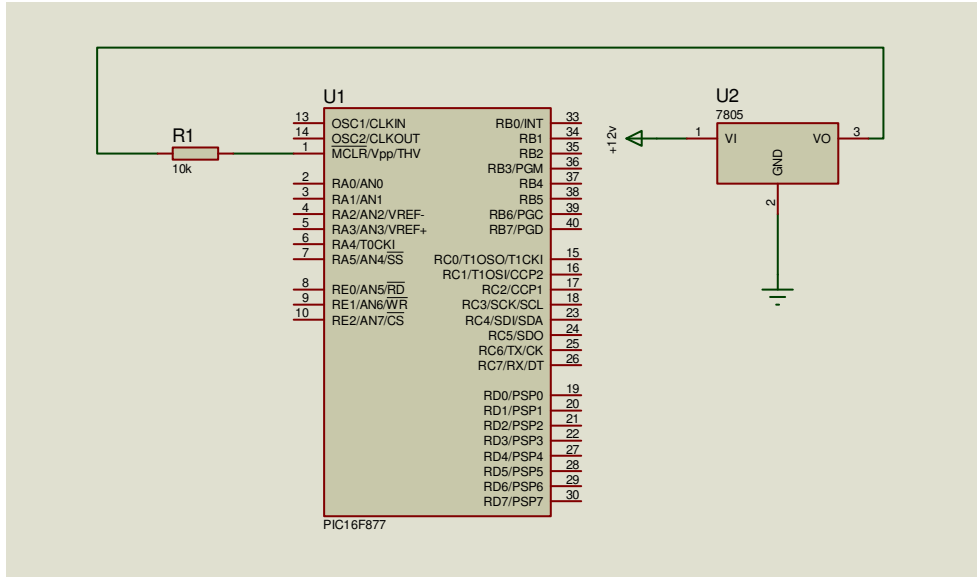 U1
13 OSC1/CLKIN RB0/INT 33
14 OSC2/CLKOUT RB1 34
1 MCLR/Vpp/THV RB2 35
RB3/PGM 36
2 RA0/AN0 RB4 37
3 RA1/AN1 RB5 38
4 RA2/AN2/VREF- RB6/PGC 39
5 RA3/AN3/VREF+ RB7/PGD 40
6 RA4/T0CKI
7 RA5/AN4/SS RC0/T1OSO/T1CKI 15
RC1/T1OSI/CCP2 16
8 RE0/AN5/RD RC2/CCP1 17
9 RE1/AN6/WR RC3/SCK/SCL 18
10 RE2/AN7/CS RC4/SDI/SDA 23
RC5/SDO 24
RC6/TX/CK 25
RC7/RX/DT 26
RD0/PSP0 19
RD1/PSP1 20
RD2/PSP2 21
RD3/PSP3 22
RD4/PSP4 27
RD5/PSP5 28
RD6/PSP6 29
RD7/PSP7 30
PIC16F877
R1
10k
U2
7805
+12v
1 VI VO 3
GND
2